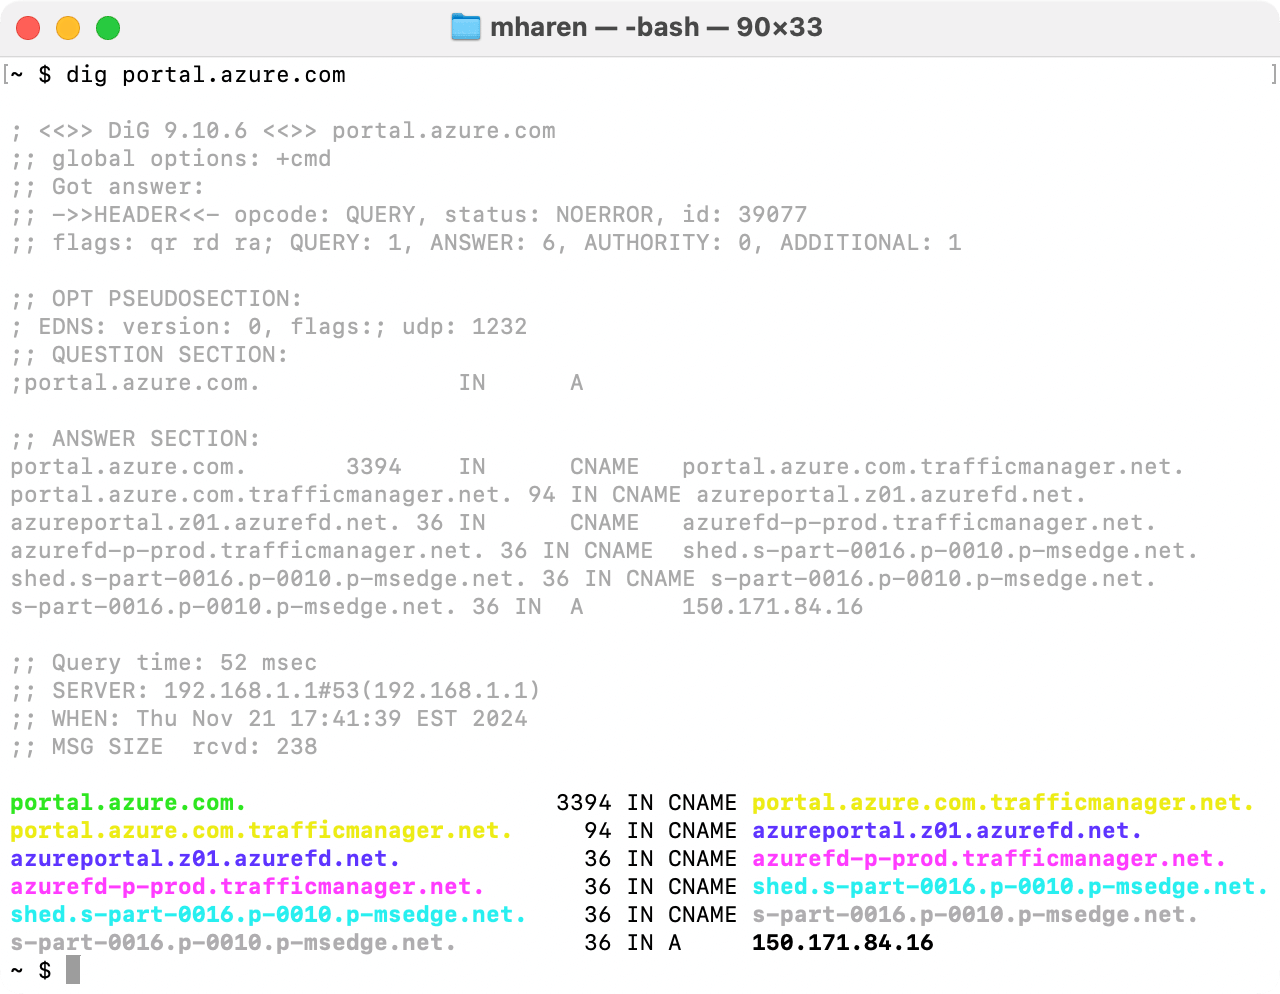 mharen — -bash — 90×33
[~ $ dig portal.azure.com ]
; <<>> DiG 9.10.6 <<>> portal.azure.com
;; global options: +cmd
;; Got answer:
;; ->>HEADER<<- opcode: QUERY, status: NOERROR, id: 39077
;; flags: qr rd ra; QUERY: 1, ANSWER: 6, AUTHORITY: 0, ADDITIONAL: 1
;; OPT PSEUDOSECTION:
; EDNS: version: 0, flags:; udp: 1232
;; QUESTION SECTION:
;portal.azure.com. IN A
;; ANSWER SECTION:
portal.azure.com. 3394 IN CNAME portal.azure.com.trafficmanager.net.
portal.azure.com.trafficmanager.net. 94 IN CNAME azureportal.z01.azurefd.net.
azureportal.z01.azurefd.net. 36 IN CNAME azurefd-p-prod.trafficmanager.net.
azurefd-p-prod.trafficmanager.net. 36 IN CNAME shed.s-part-0016.p-0010.p-msedge.net.
shed.s-part-0016.p-0010.p-msedge.net. 36 IN CNAME s-part-0016.p-0010.p-msedge.net.
s-part-0016.p-0010.p-msedge.net. 36 IN A 150.171.84.16
;; Query time: 52 msec
;; SERVER: 192.168.1.1#53(192.168.1.1)
;; WHEN: Thu Nov 21 17:41:39 EST 2024
;; MSG SIZE rcvd: 238
portal.azure.com. 3394 IN CNAME portal.azure.com.trafficmanager.net.
portal.azure.com.trafficmanager.net. 94 IN CNAME azureportal.z01.azurefd.net.
azureportal.z01.azurefd.net. 36 IN CNAME azurefd-p-prod.trafficmanager.net.
azurefd-p-prod.trafficmanager.net. 36 IN CNAME shed.s-part-0016.p-0010.p-msedge.net.
shed.s-part-0016.p-0010.p-msedge.net. 36 IN CNAME s-part-0016.p-0010.p-msedge.net.
s-part-0016.p-0010.p-msedge.net. 36 IN A 150.171.84.16
~ $